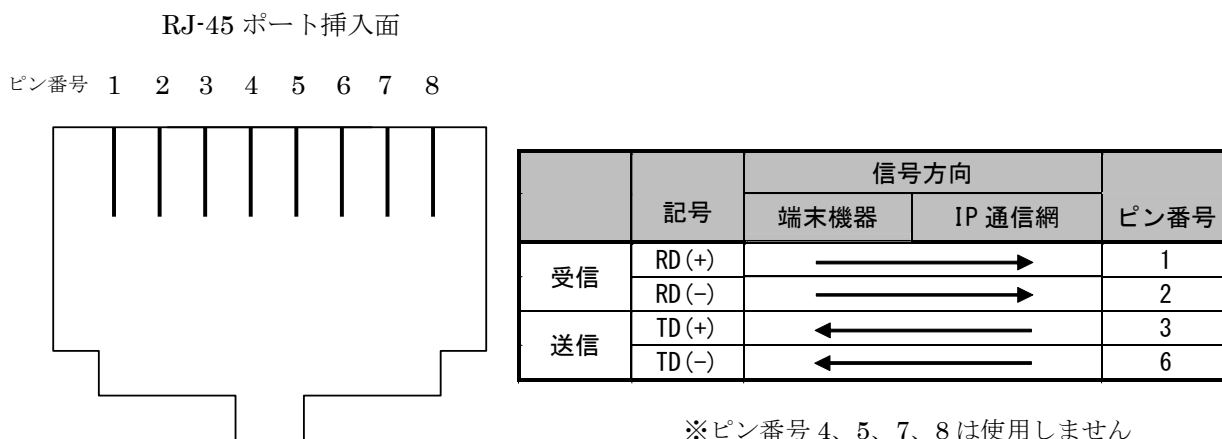 RJ-45 ポート挿入面
ピン番号 1 2 3 4 5 6 7 8
信号方向
記号 端末機器 IP 通信網 ピン番号
受信 RD(+) 1
RD(−) 2
送信 TD(+) 3
TD(−) 6
※ピン番号 4、5、7、8 は使用しません